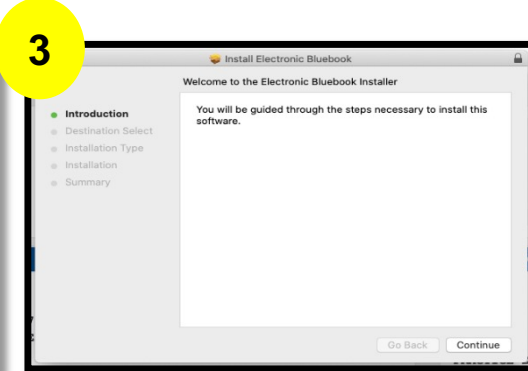 3
Install Electronic Bluebook
Welcome to the Electronic Bluebook Installer
Introduction
Destination Select
Installation Type
Installation
Summary
You will be guided through the steps necessary to install this
software.
Go Back
Continue